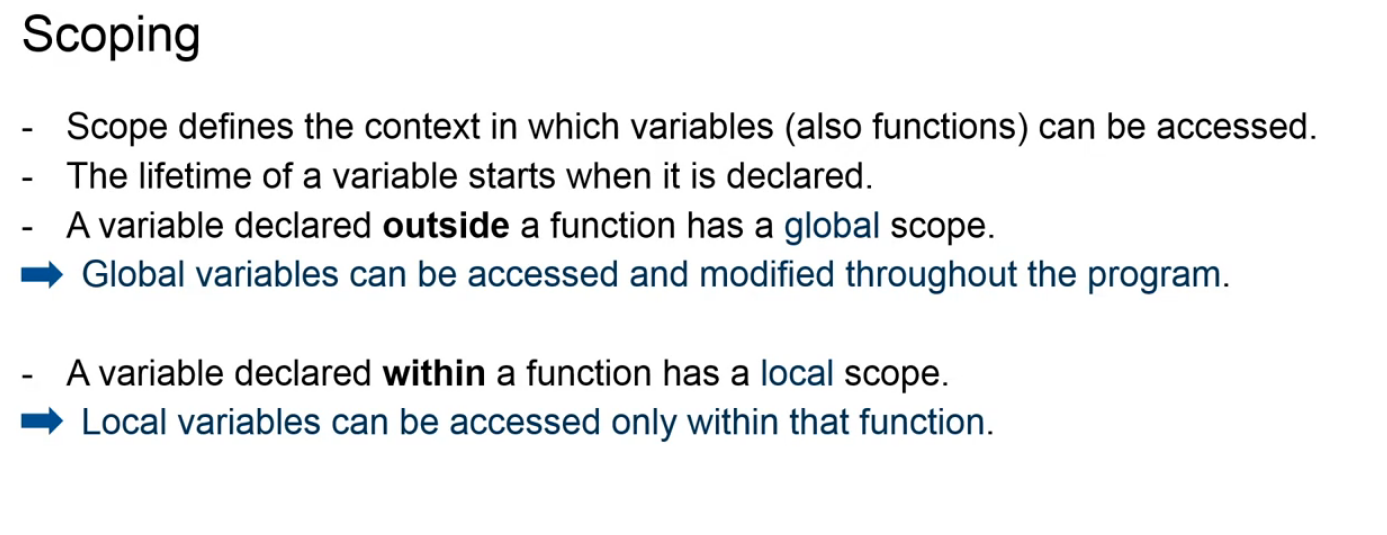 Scoping
- Scope defines the context in which variables (also functions) can be accessed.
- The lifetime of a variable starts when it is declared.
- A variable declared outside a function has a global scope.
Global variables can be accessed and modified throughout the program.
- A variable declared within a function has a local scope.
Local variables can be accessed only within that function.